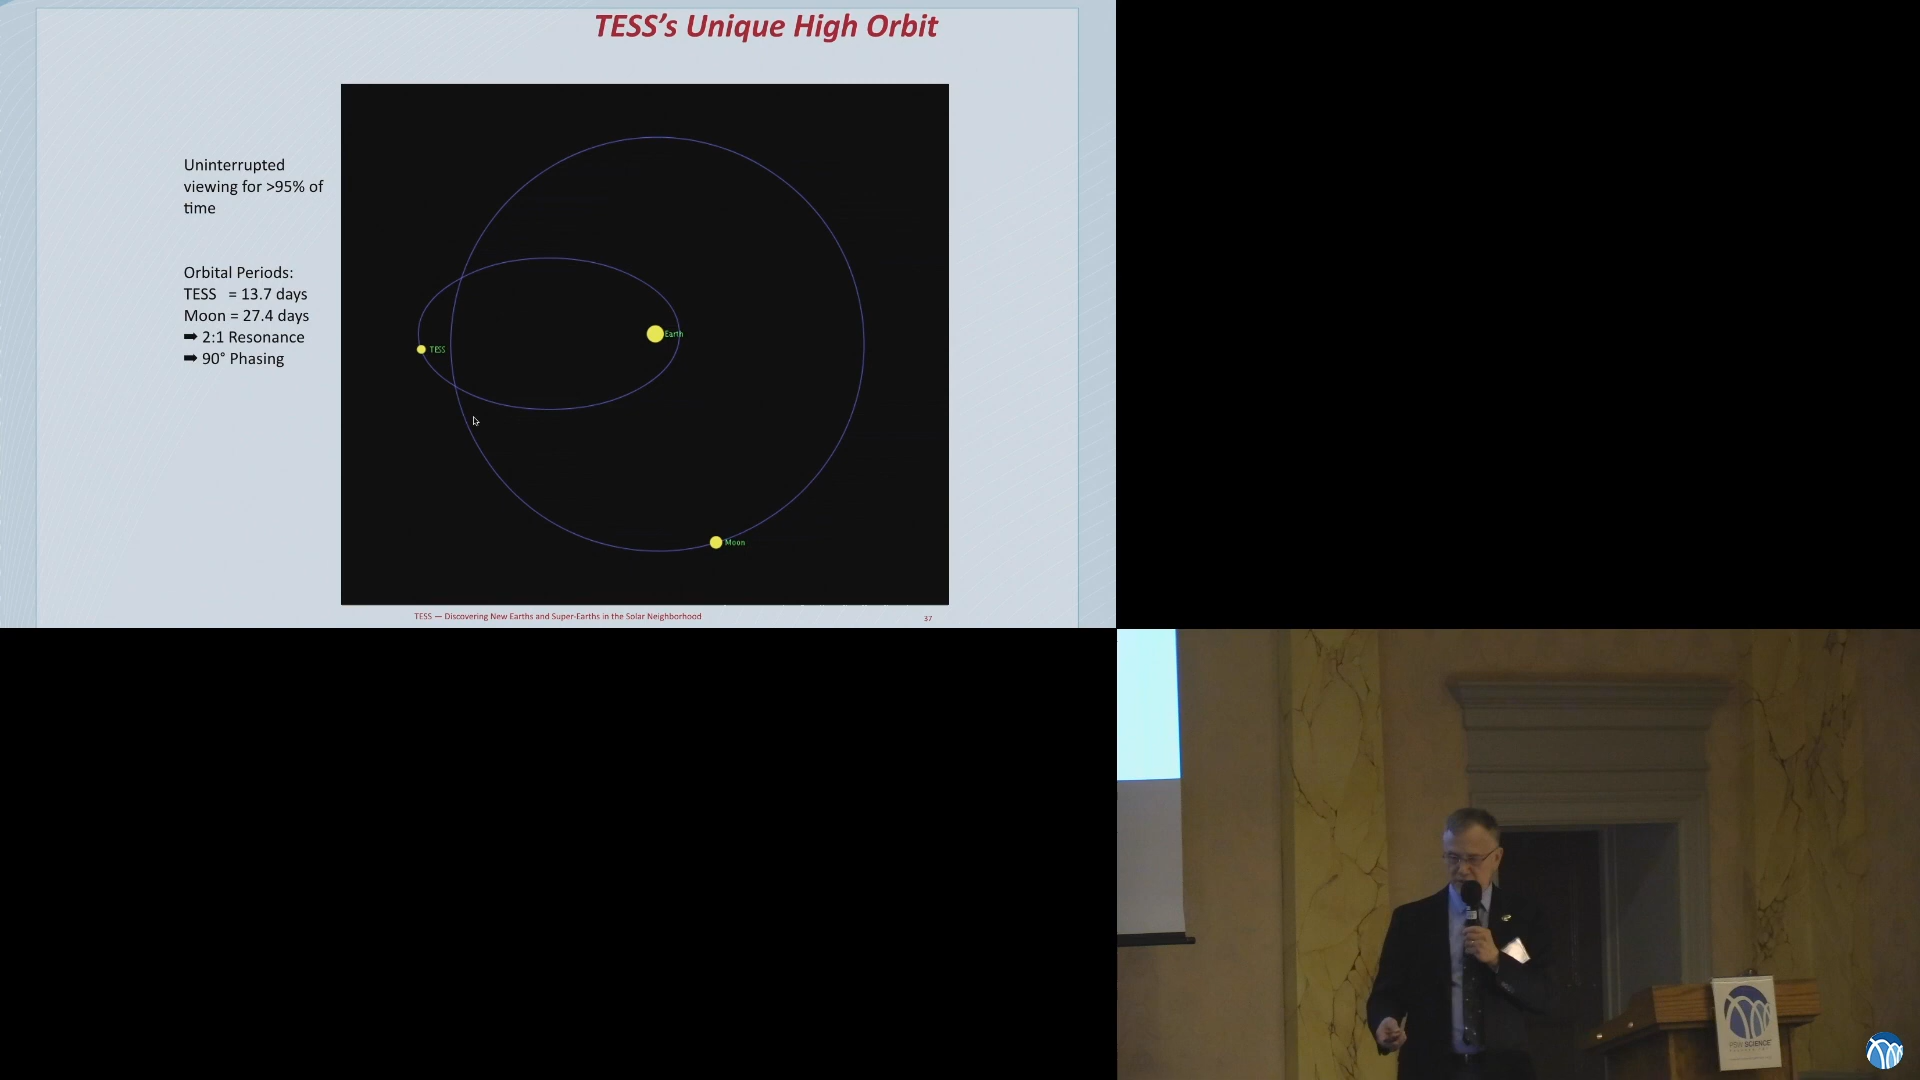 TESS's Unique High Orbit
Uninterrupted
viewing for >95% of
time
Orbital Periods:
TESS = 13.7 days
Moon = 27.4 days
➡ 2:1 Resonance
➡ 90° Phasing
Earth
TESS
Moon
TESS — Discovering New Earths and Super-Earths in the Solar Neighborhood
37
PSW SCIENCE